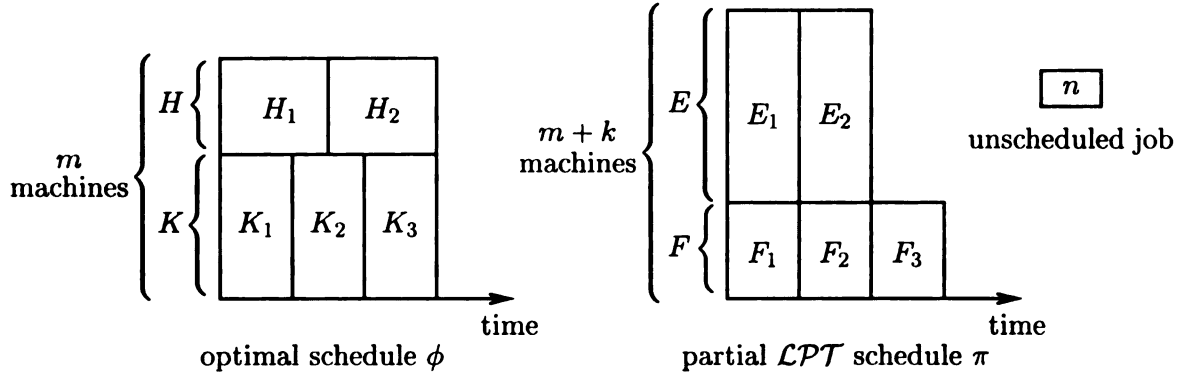 H
H₁
H₂
m
machines
K
K₁
K₂
K₃
time
optimal schedule ϕ
E
E₁
E₂
m + k
machines
F
F₁
F₂
F₃
time
partial 𝓛𝓟𝓣 schedule π
n
unscheduled job